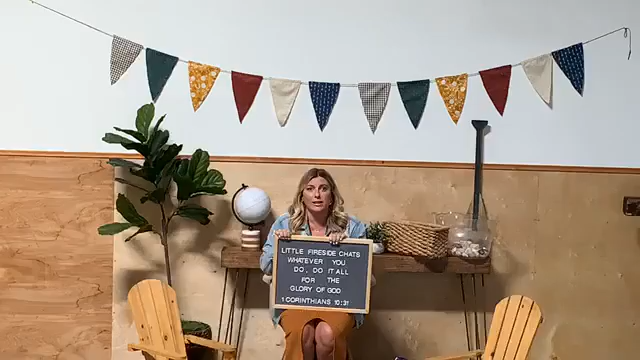 LITTLE FIRESIDE CHATS
WHATEVER YOU
DO, DO IT ALL
FOR THE
GLORY OF GOD
1 CORINTHIANS 10:31